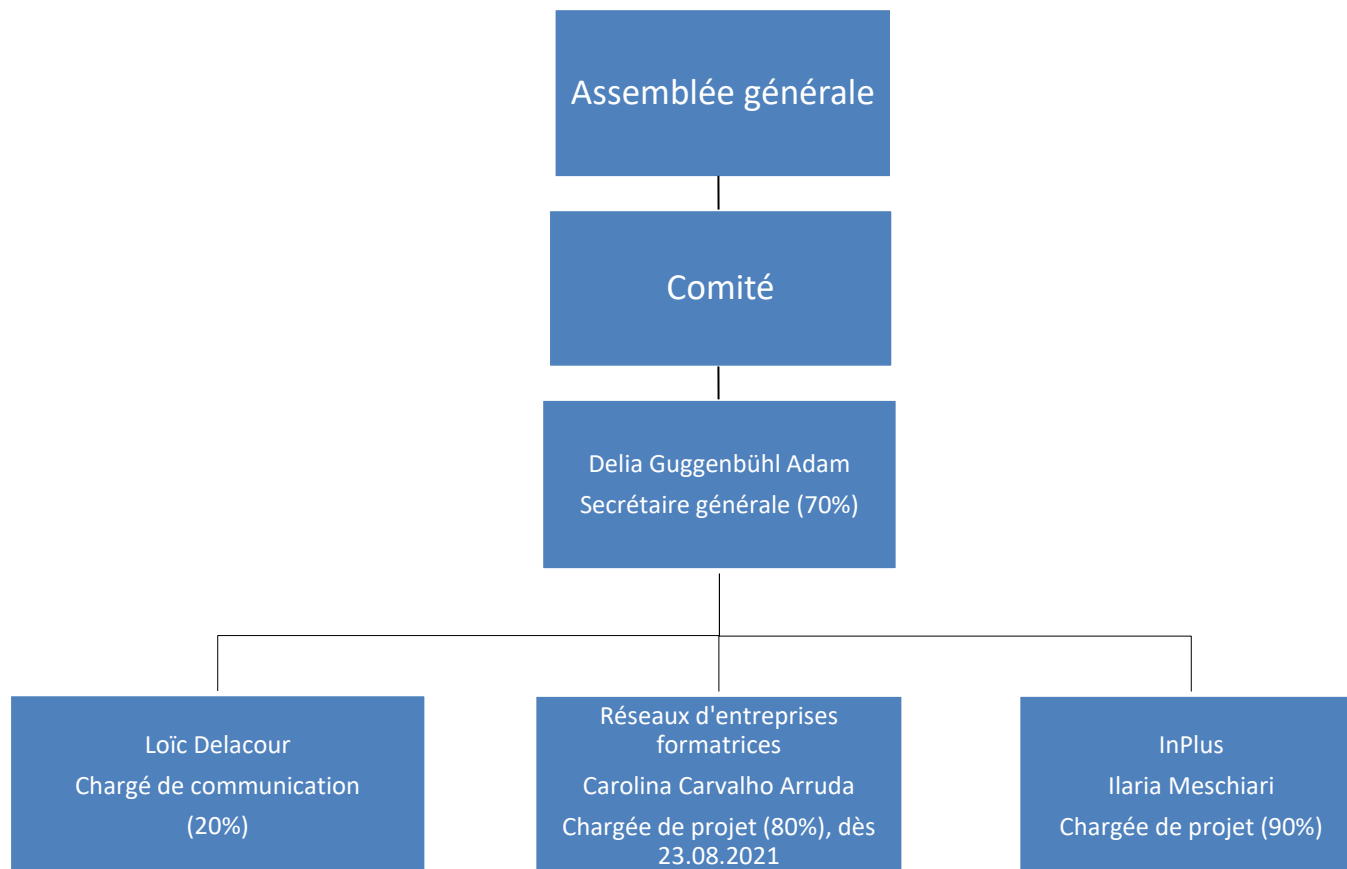 Assemblée générale
Comité
Delia Guggenbühl Adam
Secrétaire générale (70%)
Loïc Delacour
Chargé de communication
(20%)
Réseaux d'entreprises
formatrices
Carolina Carvalho Arruda
Chargée de projet (80%), dès
23.08.2021
InPlus
Ilaria Meschiari
Chargée de projet (90%)